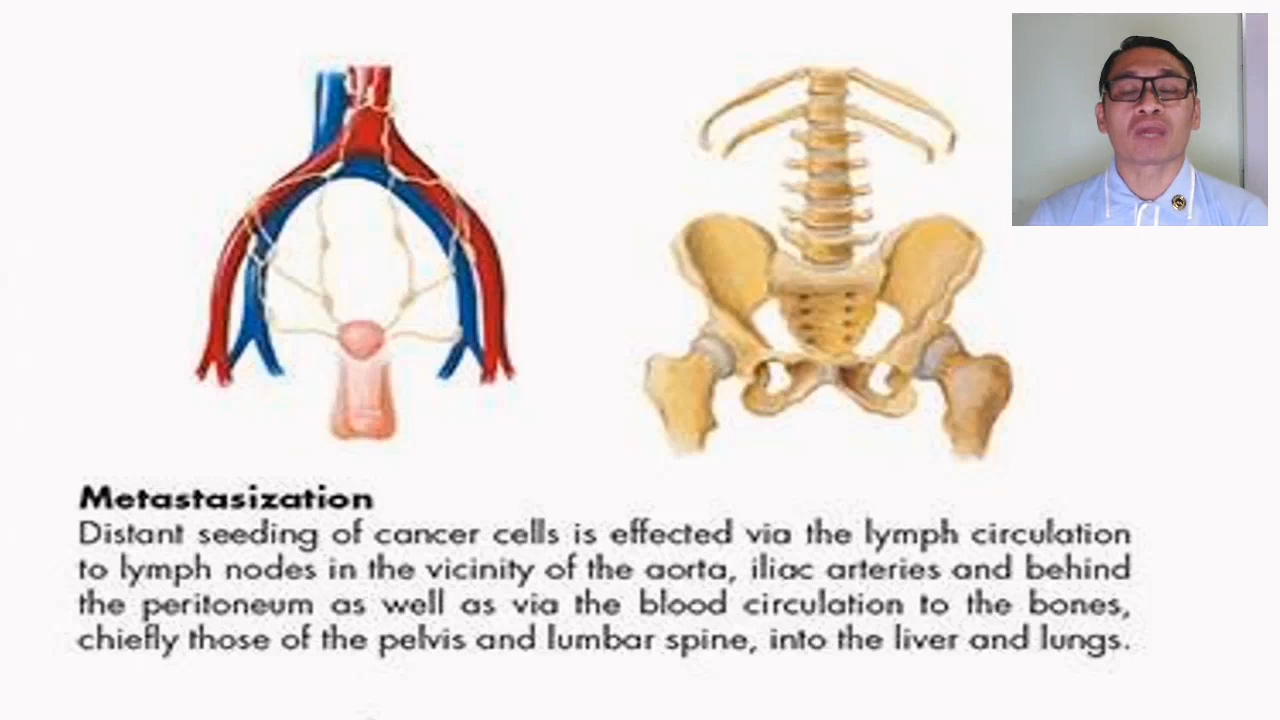 Metastasization
Distant seeding of cancer cells is effected via the lymph circulation
to lymph nodes in the vicinity of the aorta, iliac arteries and behind
the peritoneum as well as via the blood circulation to the bones,
chiefly those of the pelvis and lumbar spine, into the liver and lungs.